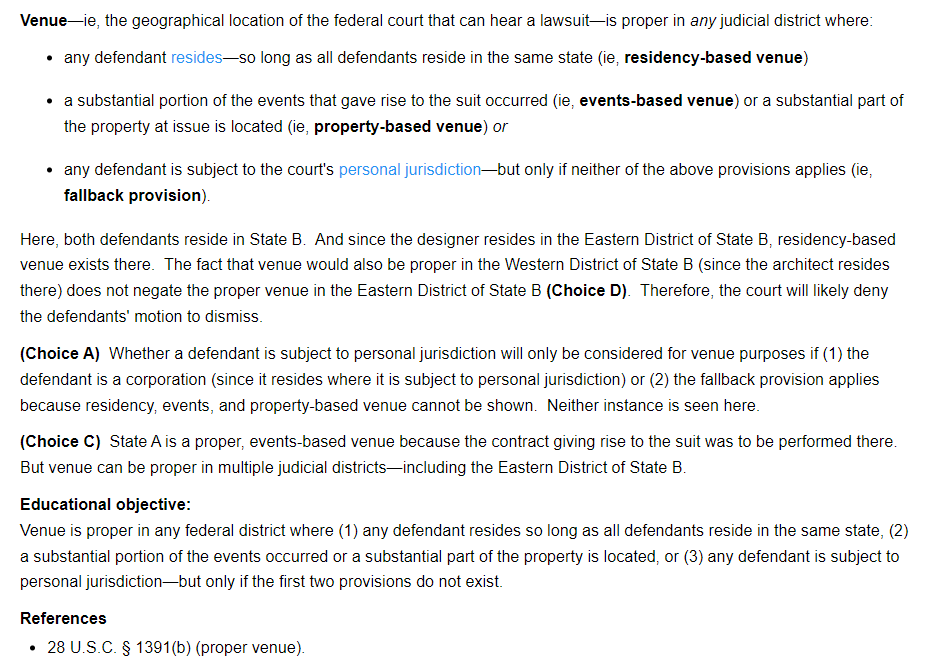 Venue—ie, the geographical location of the federal court that can hear a lawsuit—is proper in any judicial district where:
• any defendant resides—so long as all defendants reside in the same state (ie, residency-based venue)
• a substantial portion of the events that gave rise to the suit occurred (ie, events-based venue) or a substantial part of
the property at issue is located (ie, property-based venue) or
• any defendant is subject to the court's personal jurisdiction—but only if neither of the above provisions applies (ie,
fallback provision).
Here, both defendants reside in State B.  And since the designer resides in the Eastern District of State B, residency-based
venue exists there.  The fact that venue would also be proper in the Western District of State B (since the architect resides
there) does not negate the proper venue in the Eastern District of State B (Choice D).  Therefore, the court will likely deny
the defendants' motion to dismiss.
(Choice A)  Whether a defendant is subject to personal jurisdiction will only be considered for venue purposes if (1) the
defendant is a corporation (since it resides where it is subject to personal jurisdiction) or (2) the fallback provision applies
because residency, events, and property-based venue cannot be shown.  Neither instance is seen here.
(Choice C)  State A is a proper, events-based venue because the contract giving rise to the suit was to be performed there.
But venue can be proper in multiple judicial districts—including the Eastern District of State B.
Educational objective:
Venue is proper in any federal district where (1) any defendant resides so long as all defendants reside in the same state, (2)
a substantial portion of the events occurred or a substantial part of the property is located, or (3) any defendant is subject to
personal jurisdiction—but only if the first two provisions do not exist.
References
• 28 U.S.C. § 1391(b) (proper venue).